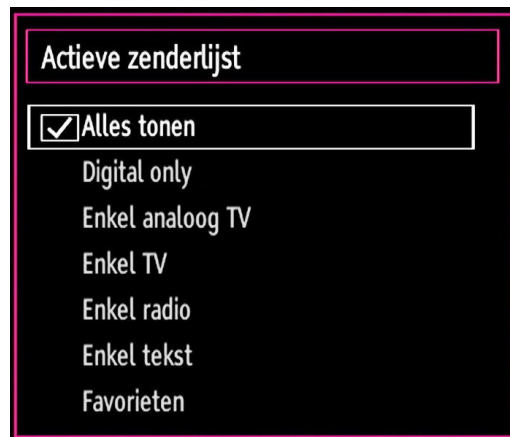 Actieve zenderlijst
Alles tonen
Digital only
Enkel analoog TV
Enkel TV
Enkel radio
Enkel tekst
Favorieten